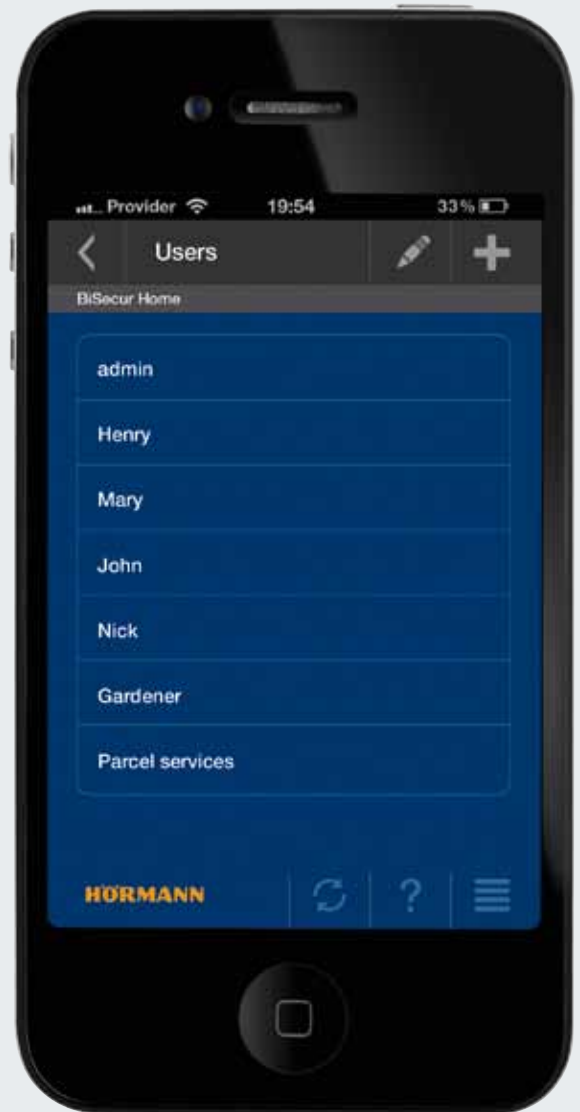 Provider 19:54 33%
Users
BiSecur Home
admin
Henry
Mary
John
Nick
Gardener
Parcel services
HÖRMANN ?